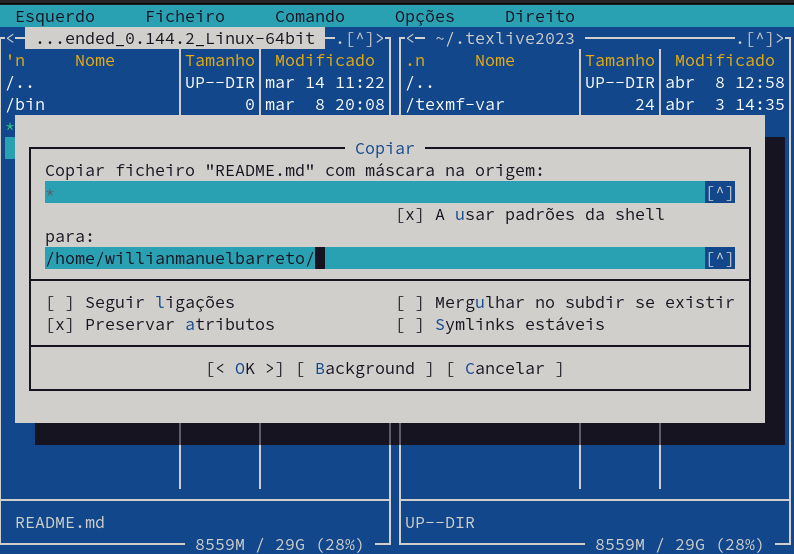 Esquerdo Ficheiro Comando Opções Direito
<─ ...ended_0.144.2_Linux-64bit ─.[^]> <─ ~/.texlive2023 ─.[^]>
'n Nome Tamanho Modificado .n Nome Tamanho Modificado
/.. UP--DIR mar 14 11:22 /.. UP--DIR abr 8 12:58
/bin 0 mar 8 20:08 /texmf-var 24 abr 3 14:35
*
Copiar
Copiar ficheiro "README.md" com máscara na origem:
* [^]
[x] A usar padrões da shell
para:
/home/willianmanuelbarreto/ [^]
[ ] Seguir ligações [ ] Mergulhar no subdir se existir
[x] Preservar atributos [ ] Symlinks estáveis
[< OK >] [ Background ] [ Cancelar ]
README.md UP--DIR
8559M / 29G (28%) 8559M / 29G (28%)